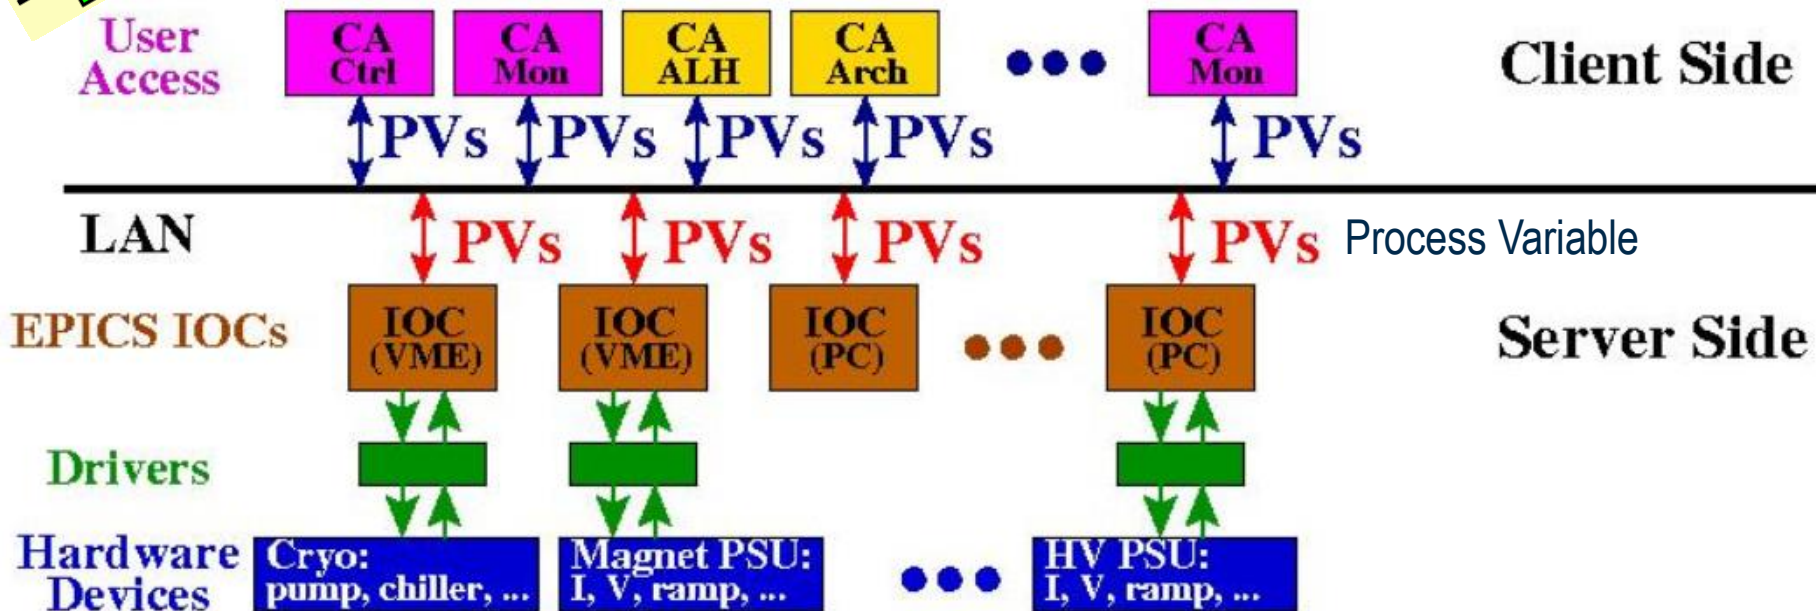 User
Access
CA
Ctrl
CA
Mon
CA
ALH
CA
Arch
CA
Mon
Client Side
PVs
PVs
PVs
PVs
PVs
LAN
PVs
PVs
PVs
PVs
Process Variable
EPICS IOCs
IOC
(VME)
IOC
(VME)
IOC
(PC)
IOC
(PC)
Server Side
Drivers
Hardware
Devices
Cryo:
pump, chiller, ...
Magnet PSU:
I, V, ramp, ...
HV PSU:
I, V, ramp, ...